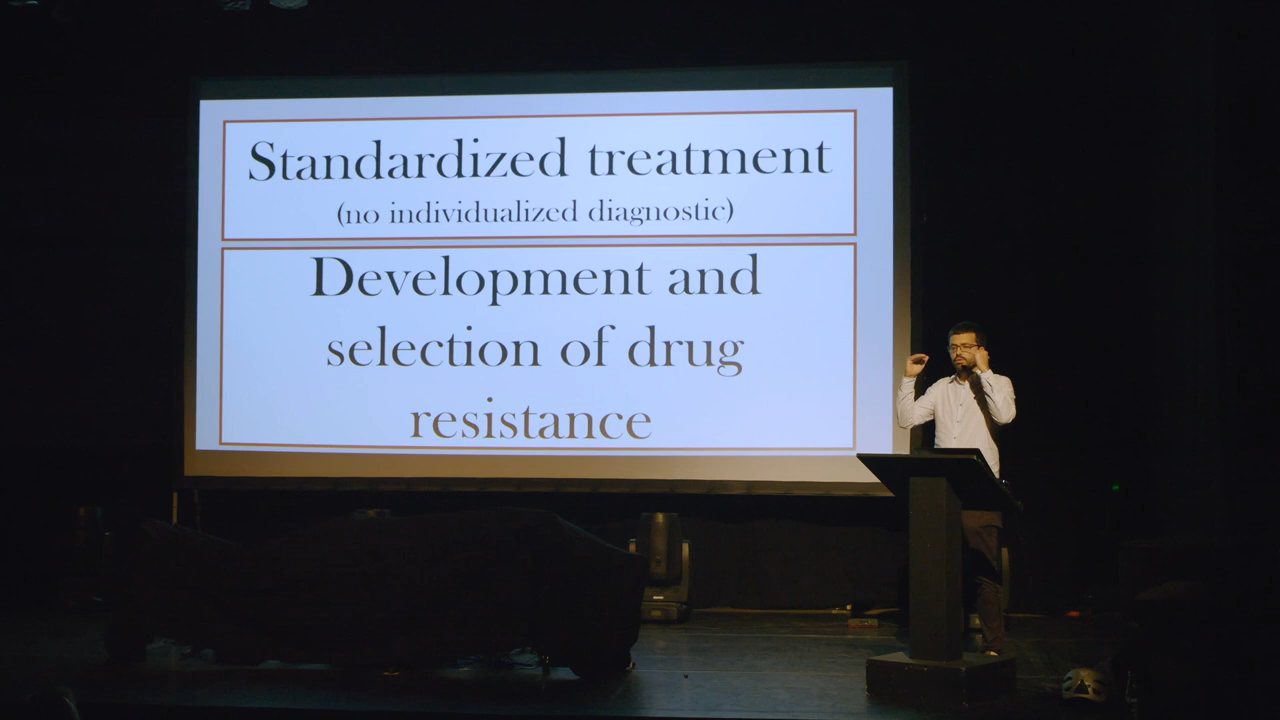 Standardized treatment
(no individualized diagnostic)
Development and
selection of drug
resistance